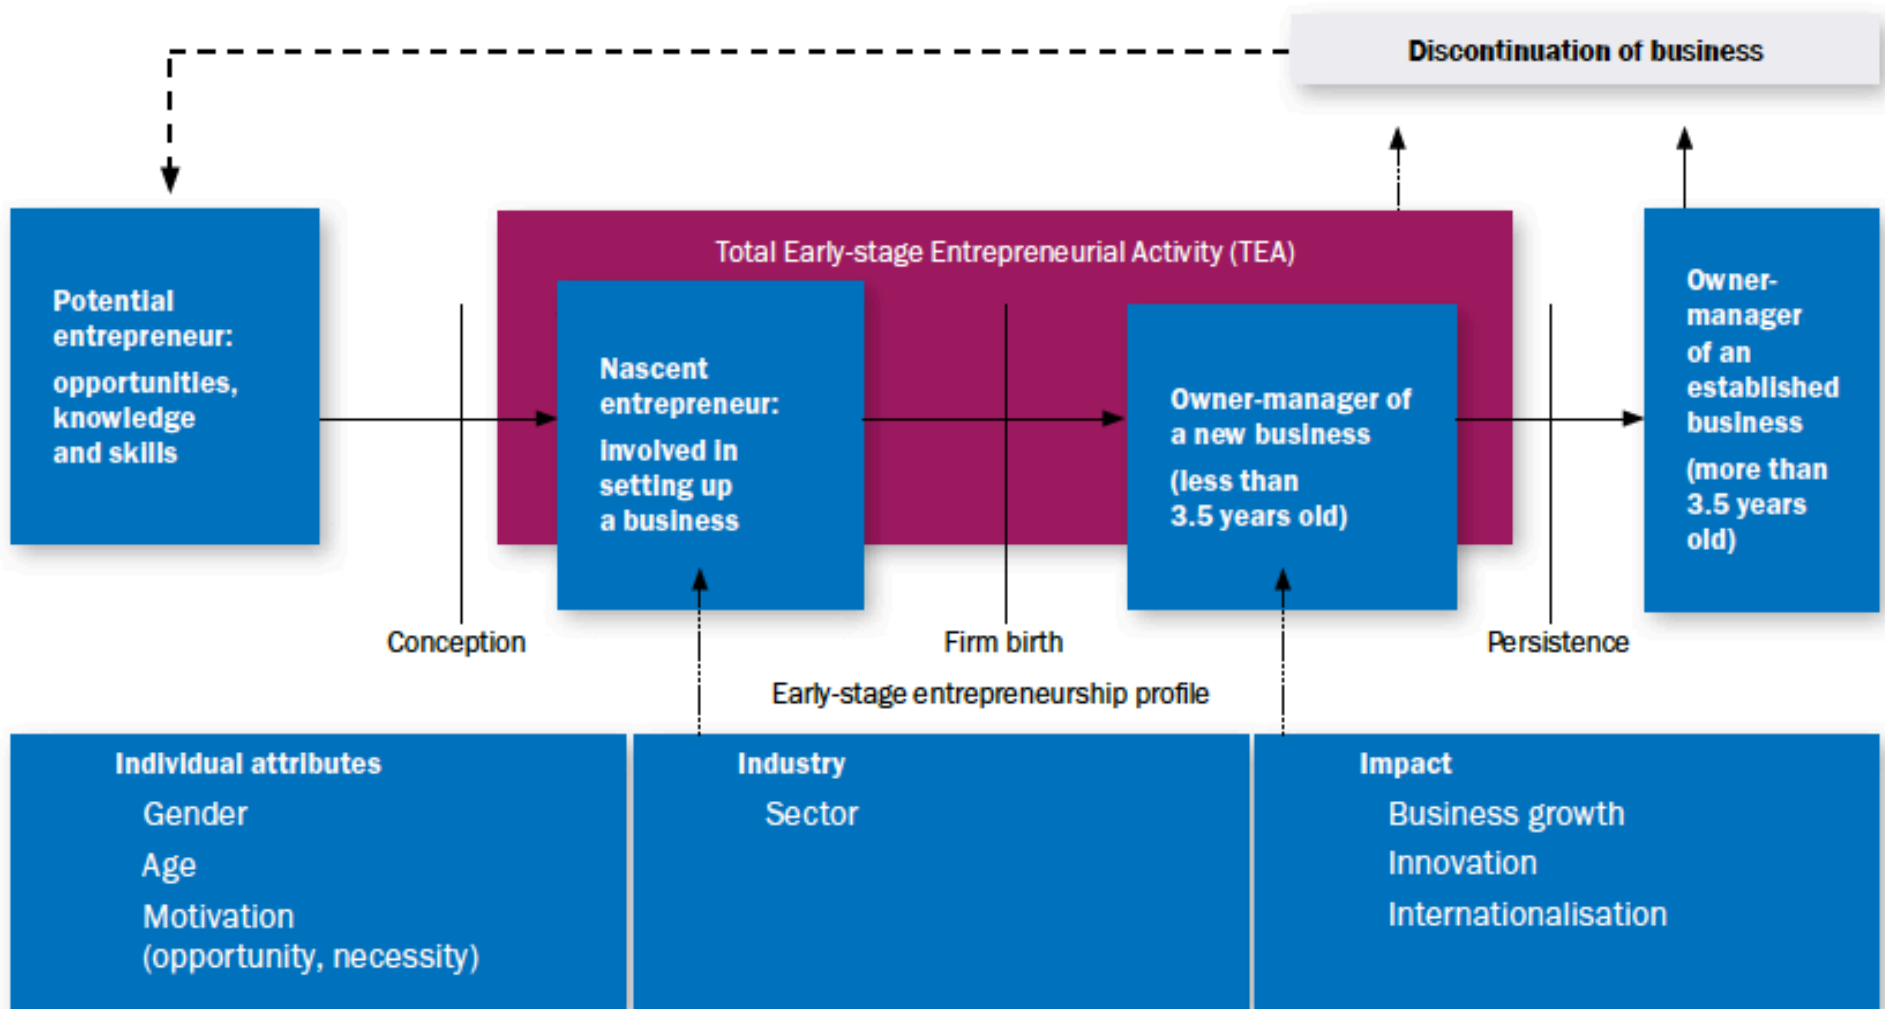 Discontinuation of business
Total Early-stage Entrepreneurial Activity (TEA)
Potential
entrepreneur:
opportunities,
knowledge
and skills
Nascent
entrepreneur:
involved in
setting up
a business
Owner-manager of
a new business
(less than
3.5 years old)
Owner-
manager
of an
established
business
(more than
3.5 years
old)
Conception
Firm birth
Persistence
Early-stage entrepreneurship profile
Individual attributes
Gender
Age
Motivation
(opportunity, necessity)
Industry
Sector
Impact
Business growth
Innovation
Internationalisation